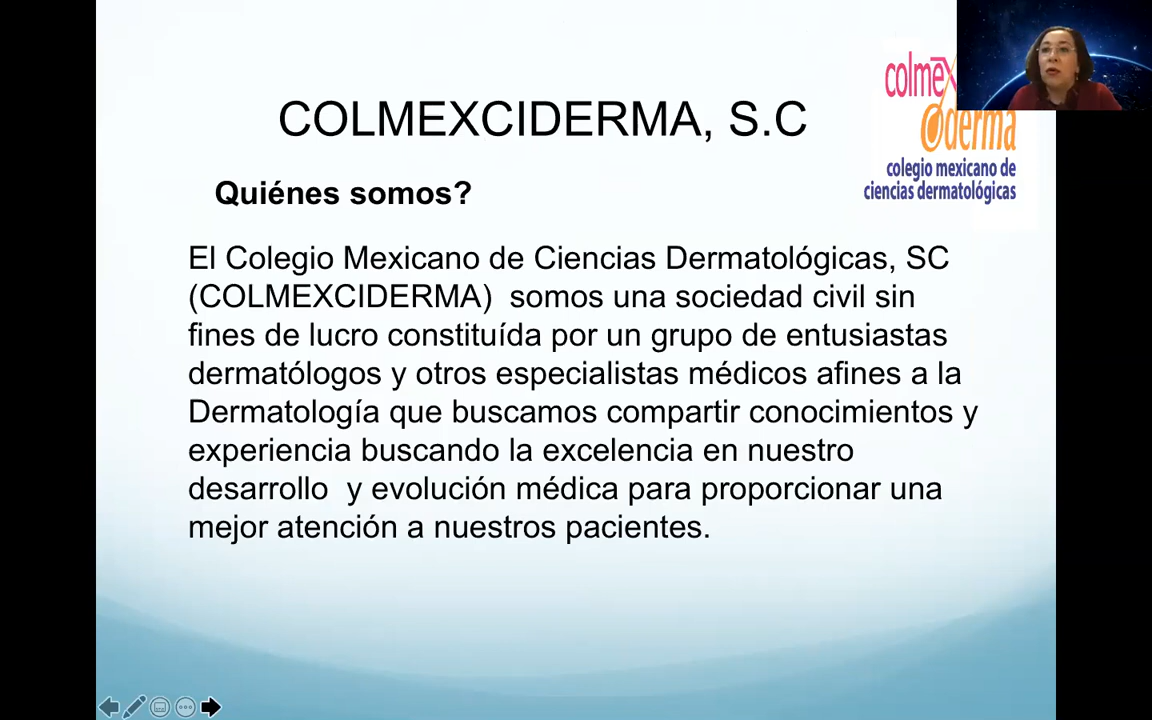 COLMEXCIDERMA, S.C
colmex
derma
colegio mexicano de
ciencias dermatológicas
Quiénes somos?
El Colegio Mexicano de Ciencias Dermatológicas, SC
(COLMEXCIDERMA)  somos una sociedad civil sin
fines de lucro constituída por un grupo de entusiastas
dermatólogos y otros especialistas médicos afines a la
Dermatología que buscamos compartir conocimientos y
experiencia buscando la excelencia en nuestro
desarrollo  y evolución médica para proporcionar una
mejor atención a nuestros pacientes.